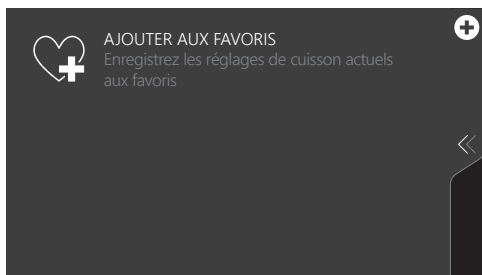 AJOUTER AUX FAVORIS
Enregistrez les réglages de cuisson actuels
aux favoris